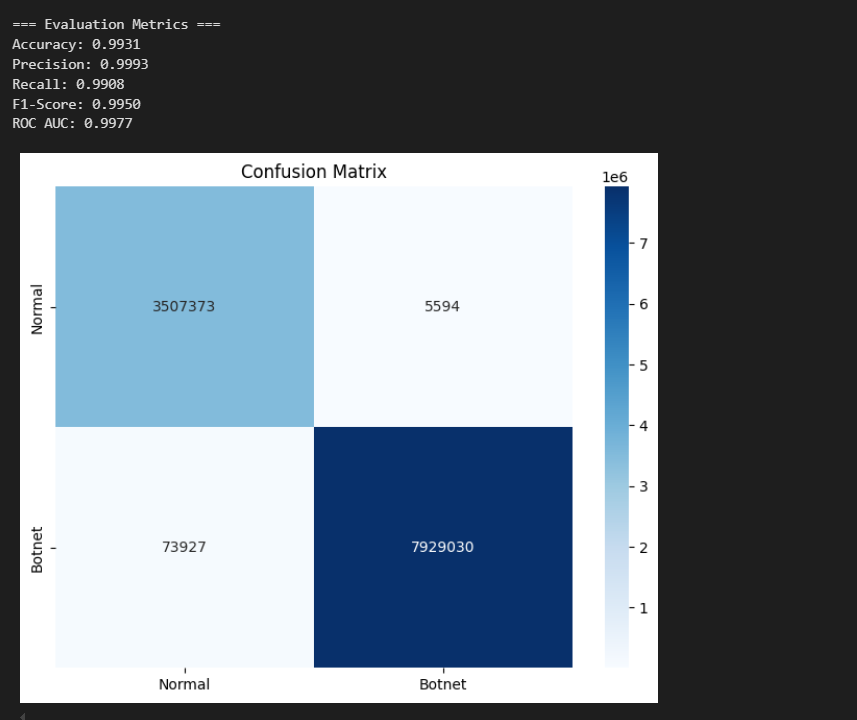 === Evaluation Metrics ===
Accuracy: 0.9931
Precision: 0.9993
Recall: 0.9908
F1-Score: 0.9950
ROC AUC: 0.9977
Confusion Matrix
1e6
Normal
3507373
5594
Botnet
73927
7929030
Normal
Botnet
7
6
5
4
3
2
1